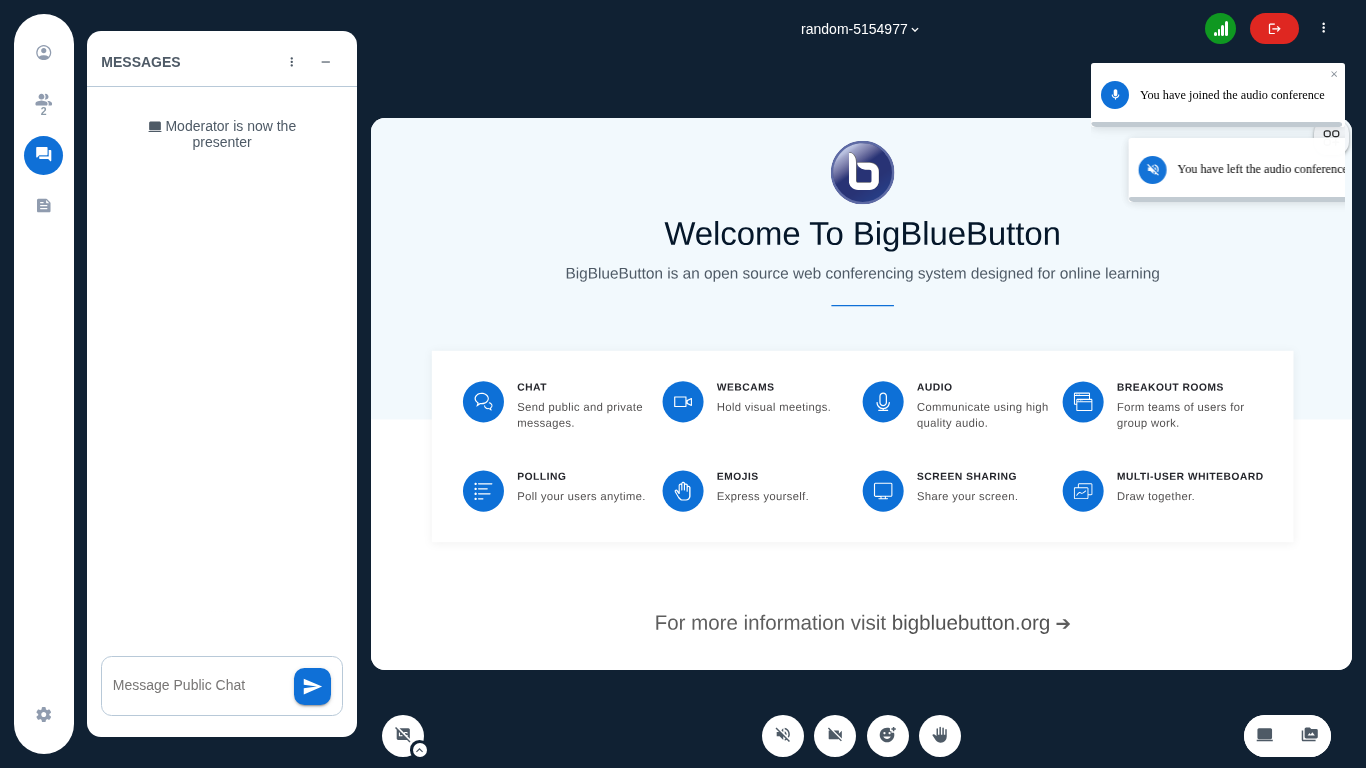 random-5154977
MESSAGES
2
Moderator is now the
presenter
Message Public Chat
You have joined the audio conference
You have left the audio conference
Welcome To BigBlueButton
BigBlueButton is an open source web conferencing system designed for online learning
CHAT
Send public and private
messages.
WEBCAMS
Hold visual meetings.
AUDIO
Communicate using high
quality audio.
BREAKOUT ROOMS
Form teams of users for
group work.
POLLING
Poll your users anytime.
EMOJIS
Express yourself.
SCREEN SHARING
Share your screen.
MULTI-USER WHITEBOARD
Draw together.
For more information visit bigbluebutton.org ➔